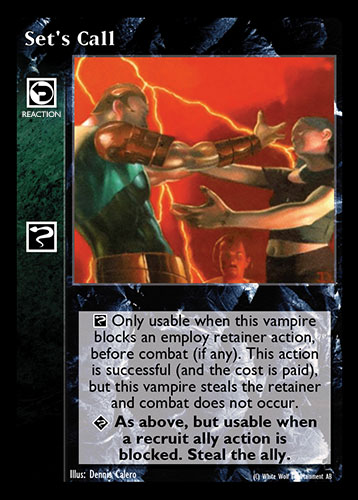 Set's Call
REACTION
Only usable when this vampire
blocks an employ retainer action,
before combat (if any). This action
is successful (and the cost is paid),
but this vampire steals the retainer
and combat does not occur.
As above, but usable when
a recruit ally action is
blocked. Steal the ally.
Illus: Dennis Calero
(C) White Wolf Entertainment AB